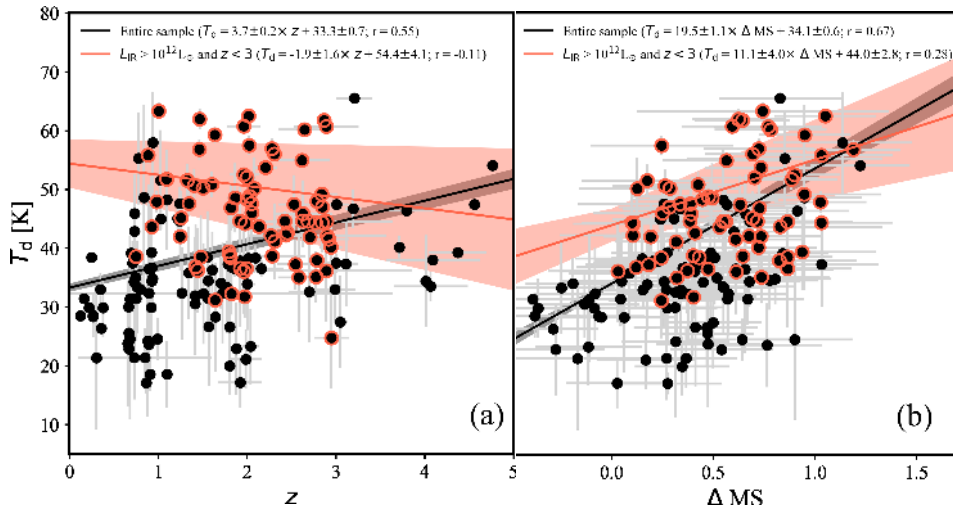 Entire sample (T_d = 3.7±0.2× z + 33.3±0.7; r = 0.55)
L_IR > 10^12 L_⊙ and z < 3 (T_d = -1.9±1.6× z + 54.4±4.1; r = -0.11)
Entire sample (T_d = 19.5±1.1× Δ MS + 34.1±0.6; r = 0.67)
L_IR > 10^12 L_⊙ and z < 3 (T_d = 11.1±4.0× Δ MS + 44.0±2.8; r = 0.28)
80
70
60
50
40
30
20
10
T_d [K]
(a)
(b)
0 1 2 3 4 5
0.0 0.5 1.0 1.5
z
Δ MS